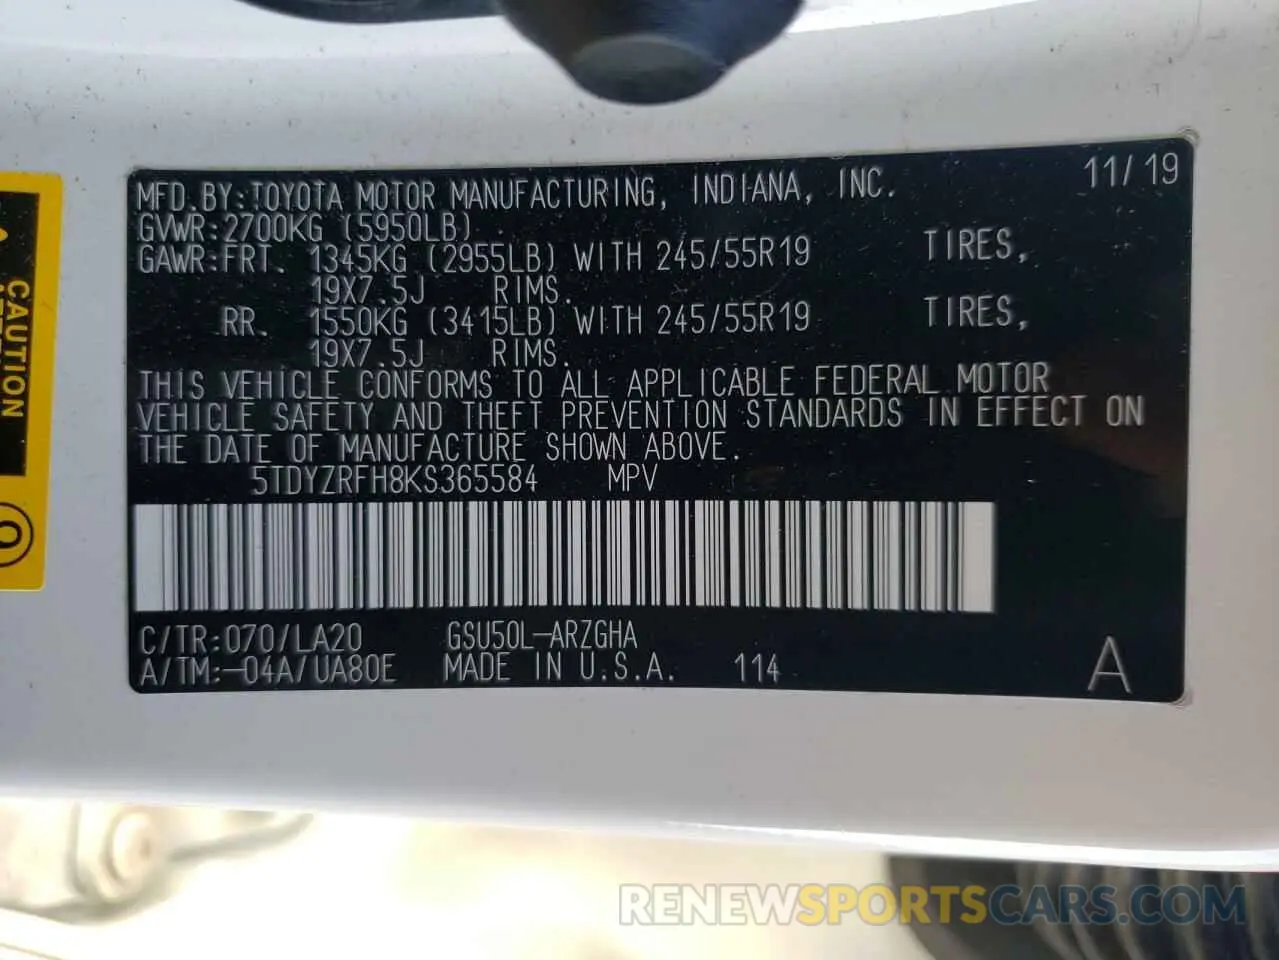 MFD.BY:TOYOTA MOTOR MANUFACTURING, INDIANA, INC. 11/19
GVWR:2700KG (5950LB)
GAWR:FRT. 1345KG (2955LB) WITH 245/55R19 TIRES,
19X7.5J RIMS.
RR. 1550KG (3415LB) WITH 245/55R19 TIRES,
19X7.5J RIMS.
THIS VEHICLE CONFORMS TO ALL APPLICABLE FEDERAL MOTOR
VEHICLE SAFETY AND THEFT PREVENTION STANDARDS IN EFFECT ON
THE DATE OF MANUFACTURE SHOWN ABOVE.
5TDYZRFH8KS365584 MPV
C/TR:070/LA20 GSU50L-ARZGHA
A/TM:-04A/UA80E MADE IN U.S.A. 114 A
CAUTION
RENEWSPORTSCARS.COM